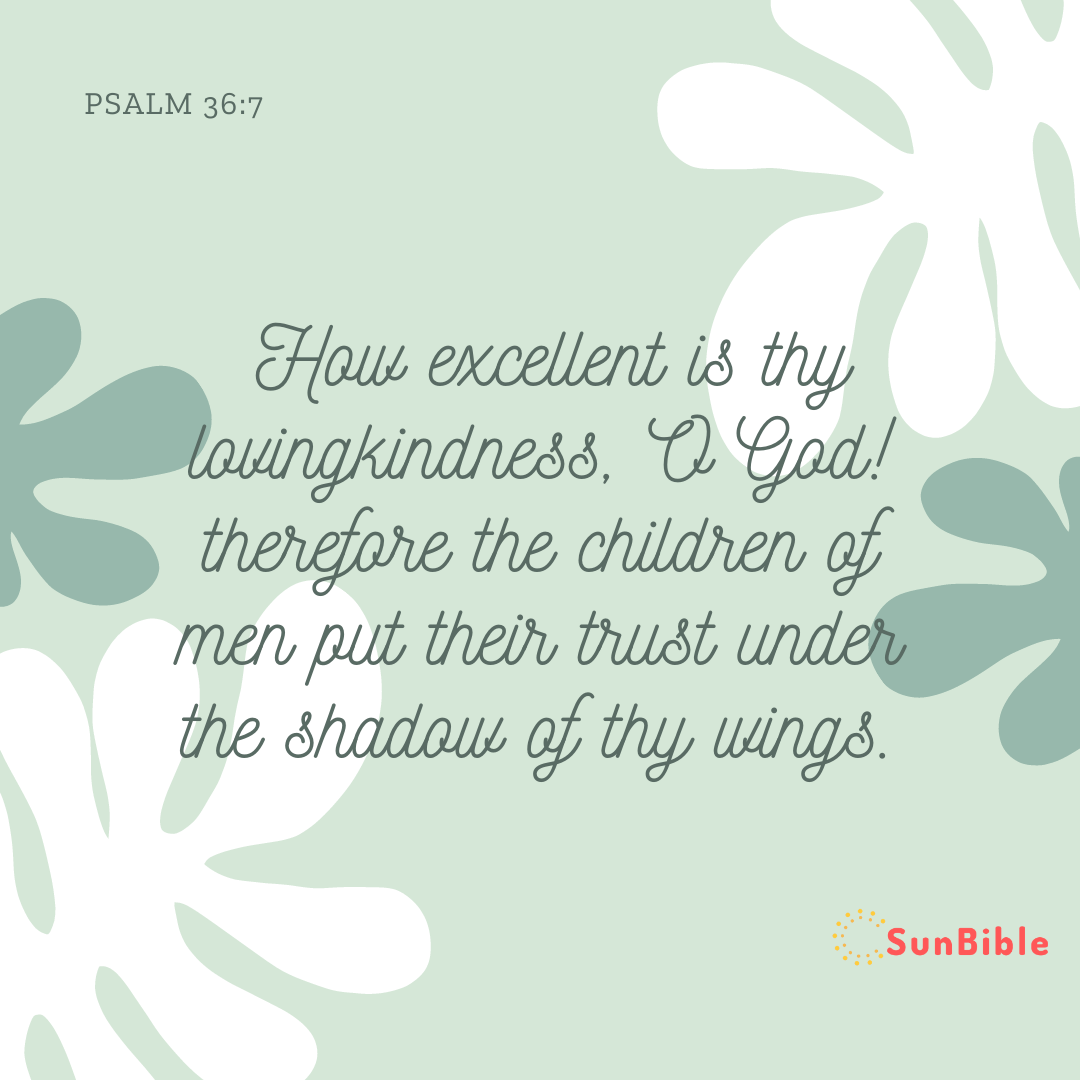 PSALM 36:7
How excellent is thy
lovingkindness, O God!
therefore the children of
men put their trust under
the shadow of thy wings.
SunBible